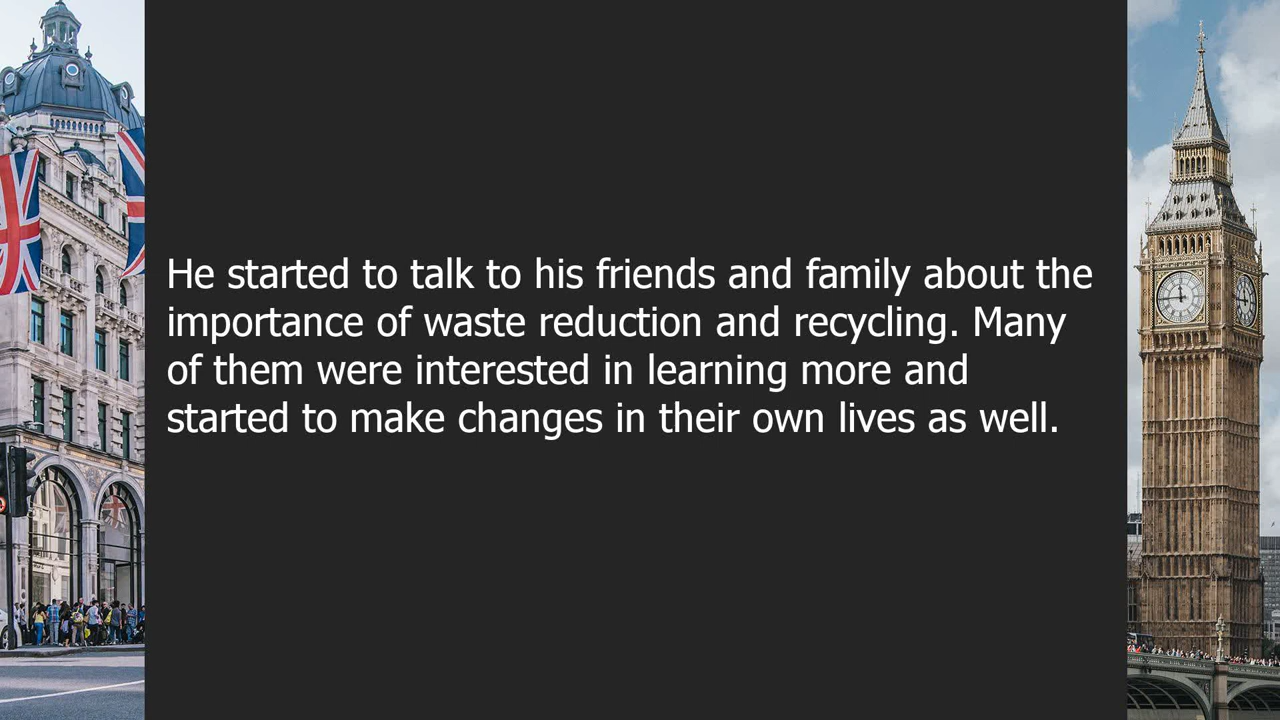 He started to talk to his friends and family about the
importance of waste reduction and recycling. Many
of them were interested in learning more and
started to make changes in their own lives as well.